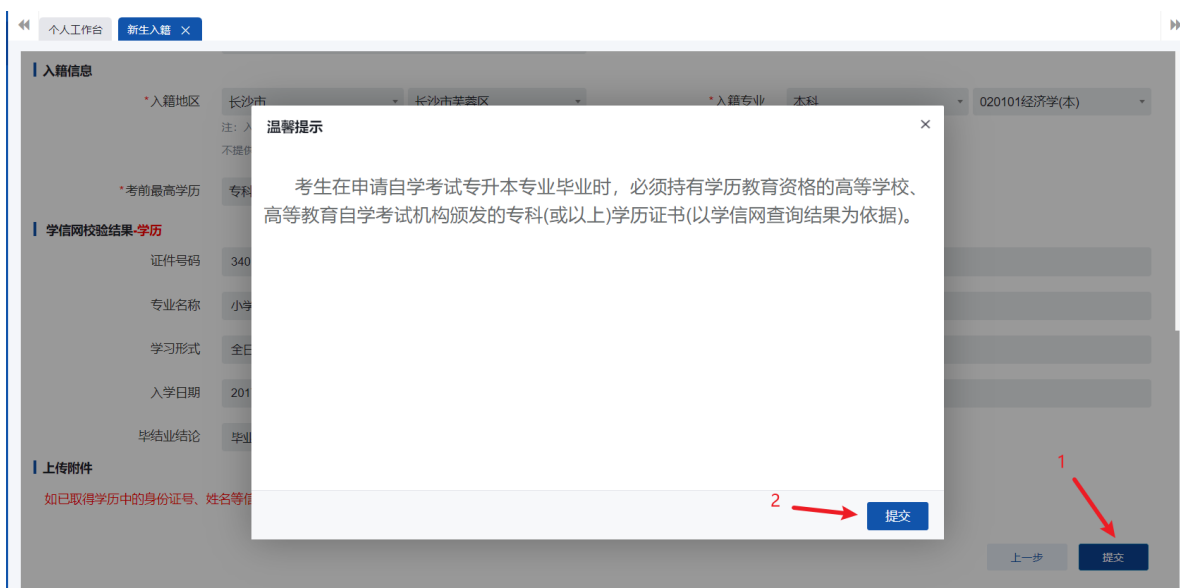 个人工作台 新生入籍
入籍信息
*入籍地区 长沙市 长沙市芙蓉区 *入籍专业 本科 020101经济学(本)
注：入
不提供
*考前最高学历 专科
学信网校验结果-学历
证件号码 340
专业名称 小学
学习形式 全日
入学日期 201
毕结业结论 毕业
上传附件
如已取得学历中的身份证号、姓名等信
温馨提示
考生在申请自学考试专升本专业毕业时，必须持有学历教育资格的高等学校、
高等教育自学考试机构颁发的专科(或以上)学历证书(以学信网查询结果为依据)。
2
提交
1
上一步 提交